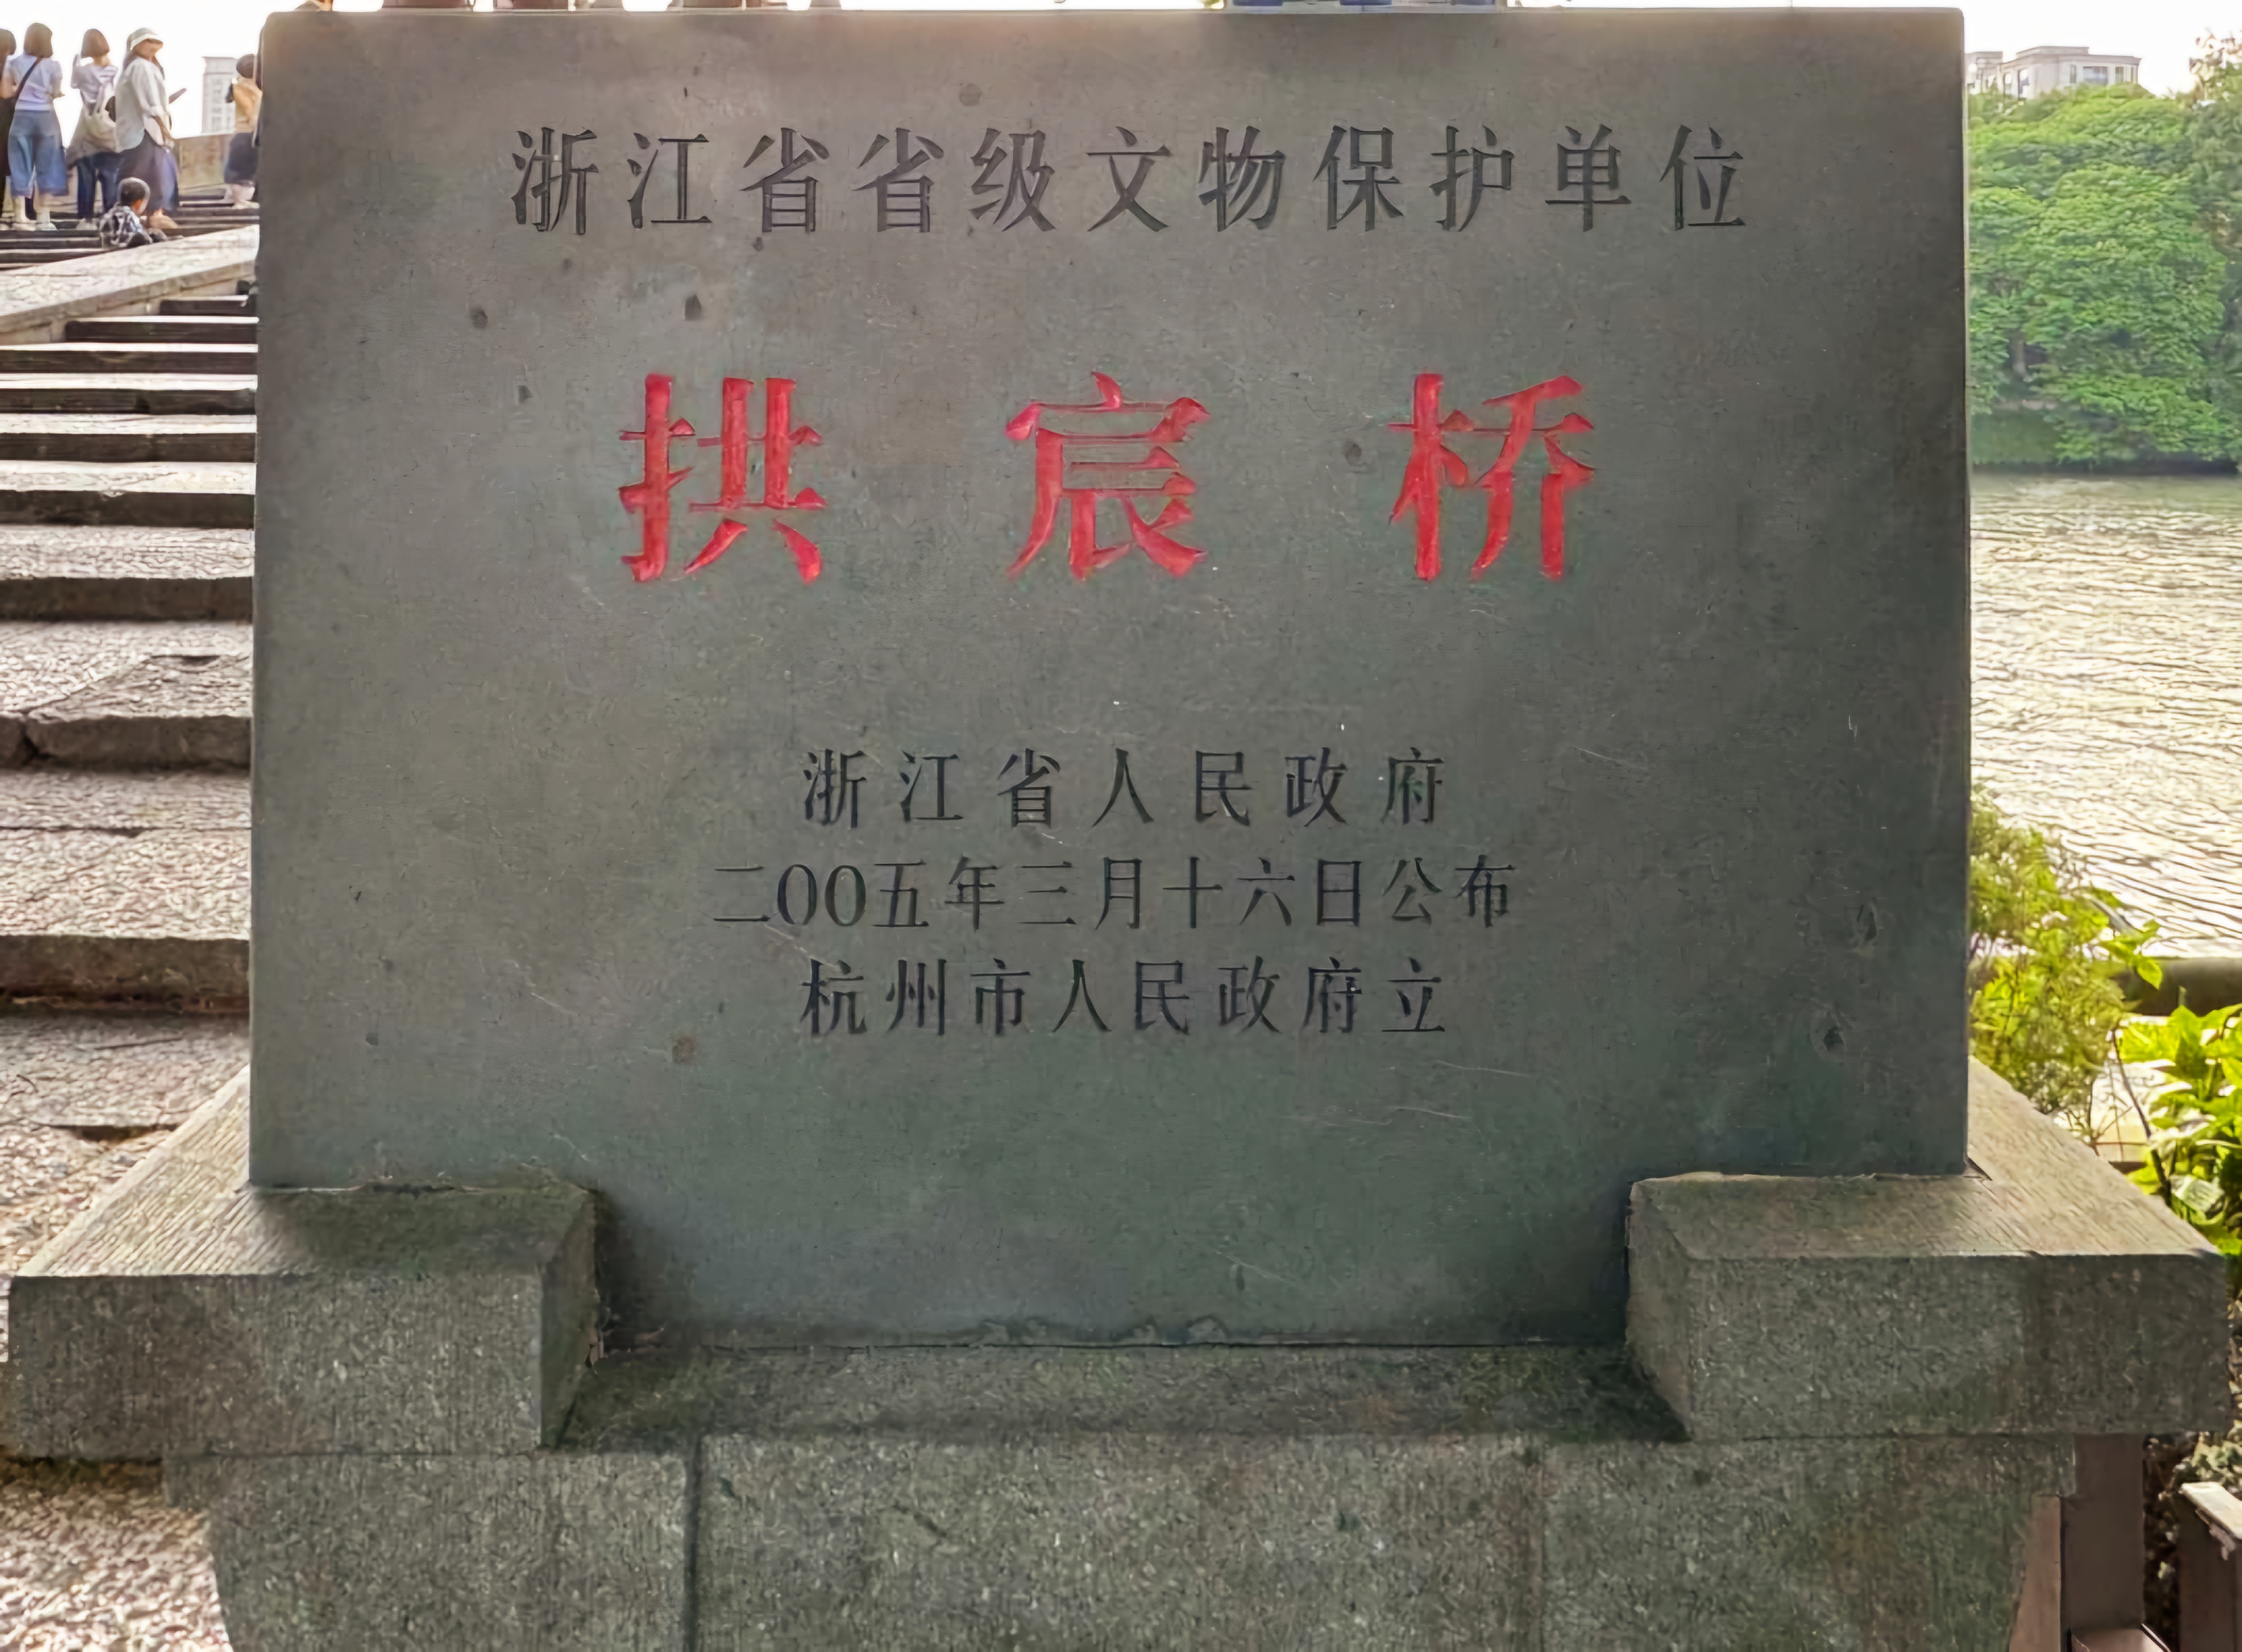 浙江省省级文物保护单位
拱宸桥
浙江省人民政府
二〇〇五年三月十六日公布
杭州市人民政府立